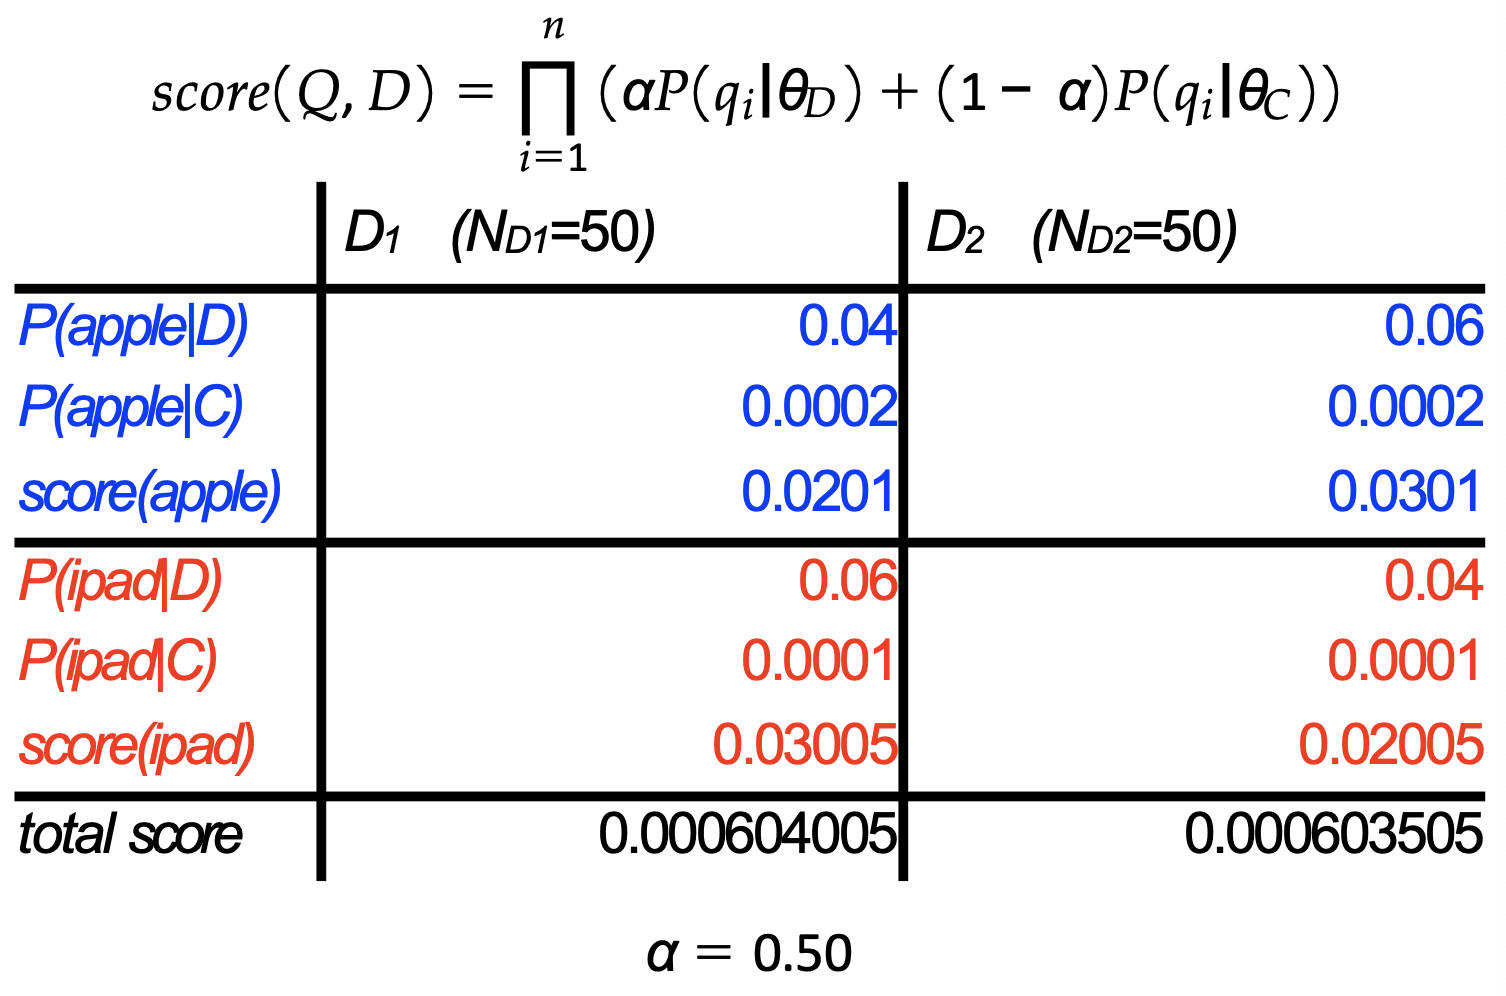 n
score(Q, D) = ∏ (αP(qᵢ|θ_D) + (1 − α)P(qᵢ|θ_C))
i=1
D1 (ND1=50) D2 (ND2=50)
P(apple|D) 0.04 0.06
P(apple|C) 0.0002 0.0002
score(apple) 0.0201 0.0301
P(ipad|D) 0.06 0.04
P(ipad|C) 0.0001 0.0001
score(ipad) 0.03005 0.02005
total score 0.000604005 0.000603505
α = 0.50